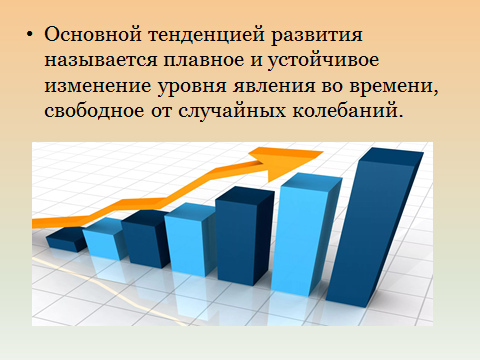 • Основной тенденцией развития
называется плавное и устойчивое
изменение уровня явления во времени,
свободное от случайных колебаний.